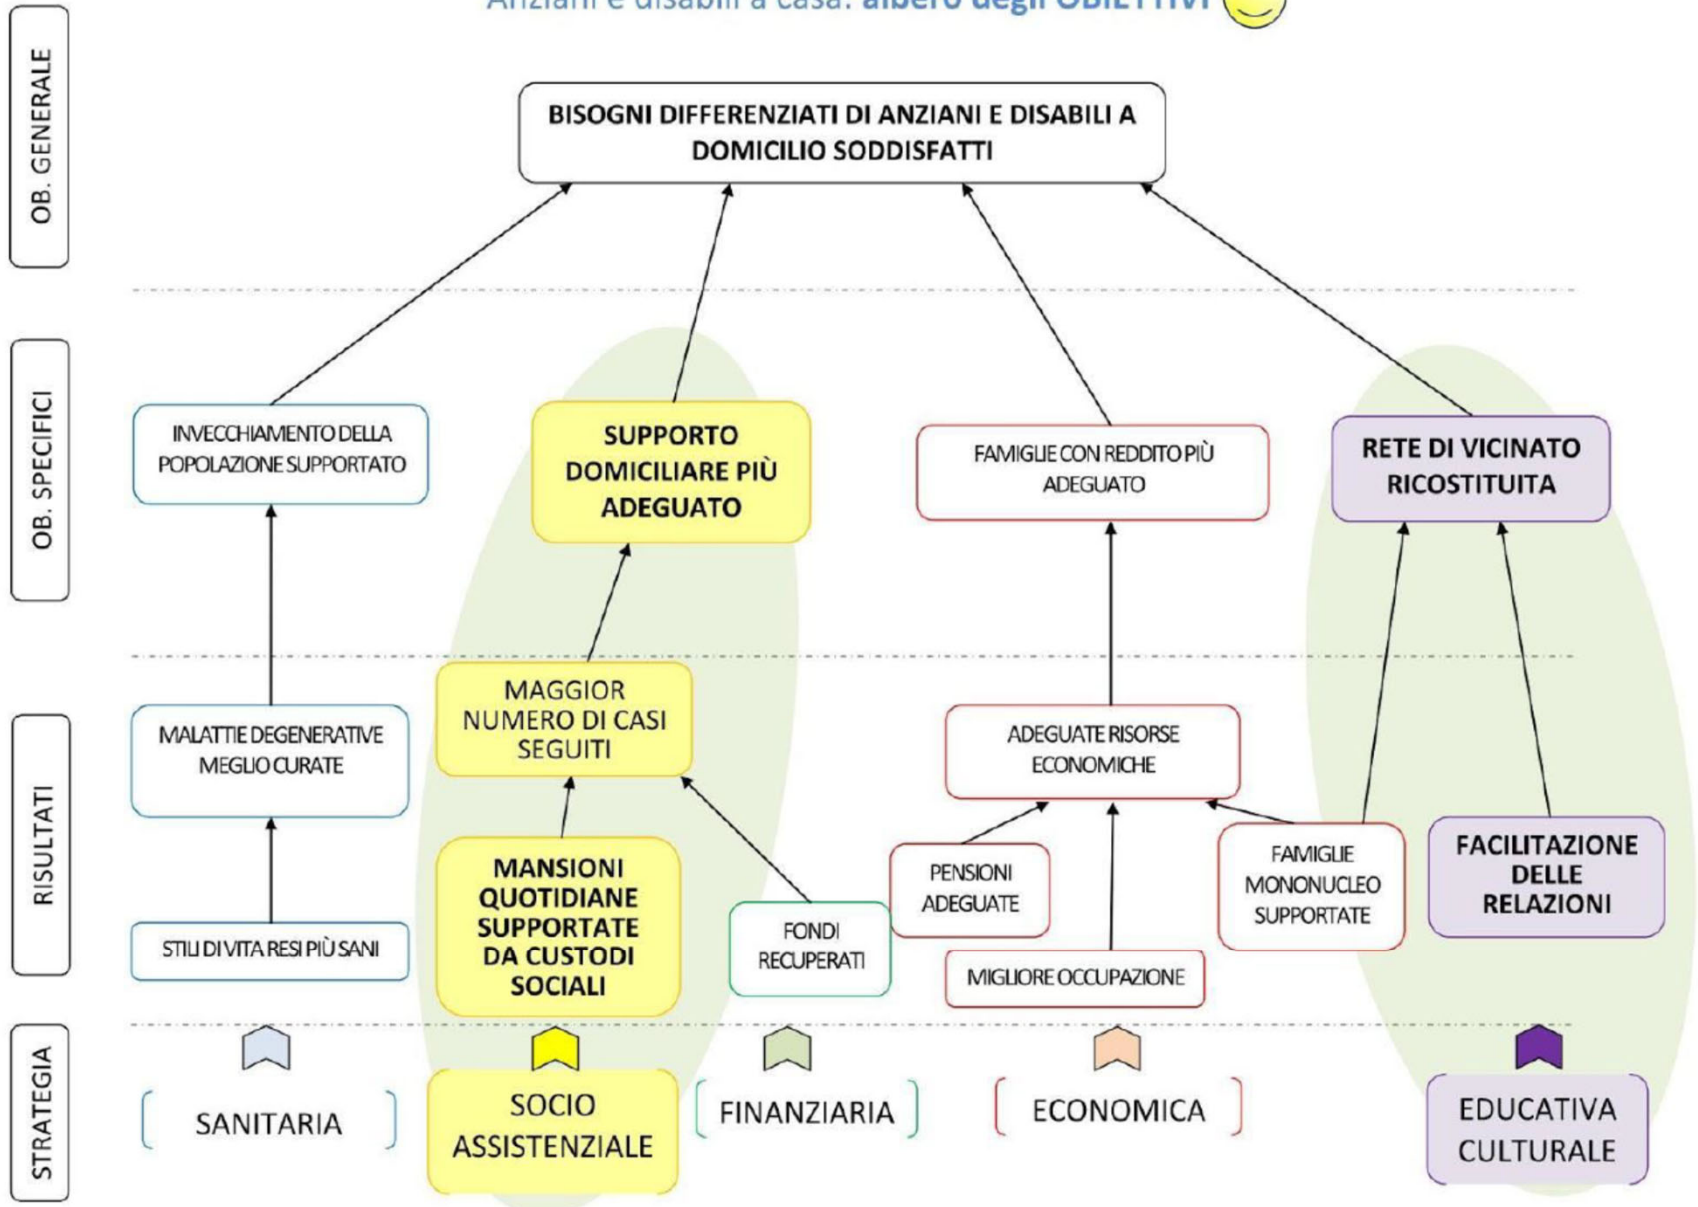 Anziani e disabili a casa: albero degli OBIETTIVI
OB. GENERALE
BISOGNI DIFFERENZIATI DI ANZIANI E DISABILI A
DOMICILIO SODDISFATTI
OB. SPECIFICI
INVECCHIAMENTO DELLA
POPOLAZIONE SUPPORTATO
SUPPORTO
DOMICILIARE PIÙ
ADEGUATO
FAMIGLIE CON REDDITO PIÙ
ADEGUATO
RETE DI VICINATO
RICOSTITUITA
RISULTATI
MALATTIE DEGENERATIVE
MEGLIO CURATE
MAGGIOR
NUMERO DI CASI
SEGUITI
ADEGUATE RISORSE
ECONOMICHE
STILI DI VITA RESI PIÙ SANI
MANSIONI
QUOTIDIANE
SUPPORTATE
DA CUSTODI
SOCIALI
FONDI
RECUPERATI
PENSIONI
ADEGUATE
MIGLIORE OCCUPAZIONE
FAMIGLIE
MONONUCLEO
SUPPORTATE
FACILITAZIONE
DELLE
RELAZIONI
STRATEGIA
SANITARIA
SOCIO
ASSISTENZIALE
FINANZIARIA
ECONOMICA
EDUCATIVA
CULTURALE